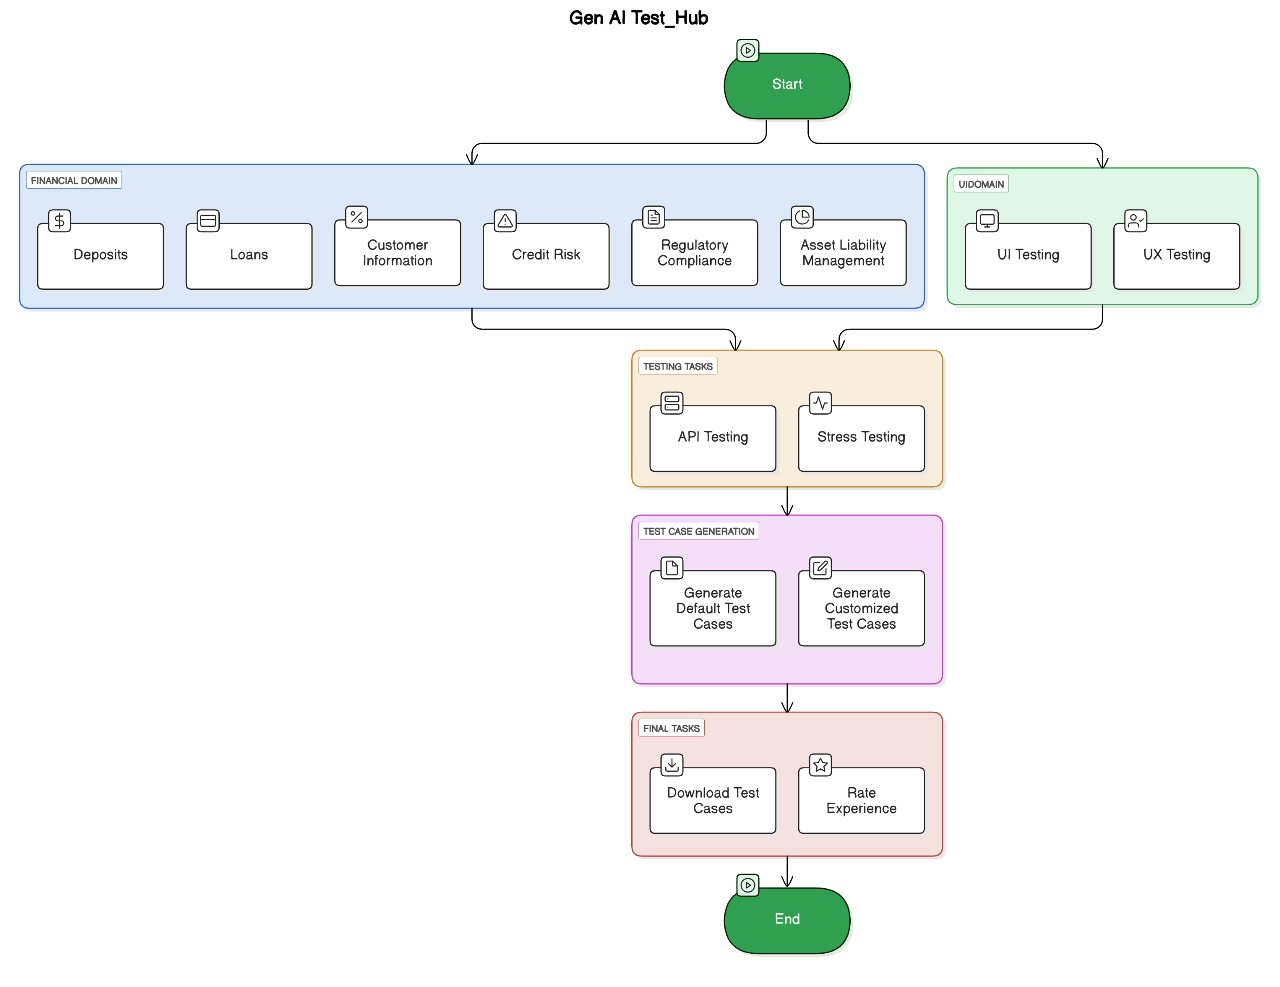 Gen AI Test_Hub
Start
FINANCIAL DOMAIN
Deposits
Loans
Customer
Information
Credit Risk
Regulatory
Compliance
Asset Liability
Management
UIDOMAIN
UI Testing
UX Testing
TESTING TASKS
API Testing
Stress Testing
TEST CASE GENERATION
Generate
Default Test
Cases
Generate
Customized
Test Cases
FINAL TASKS
Download Test
Cases
Rate
Experience
End